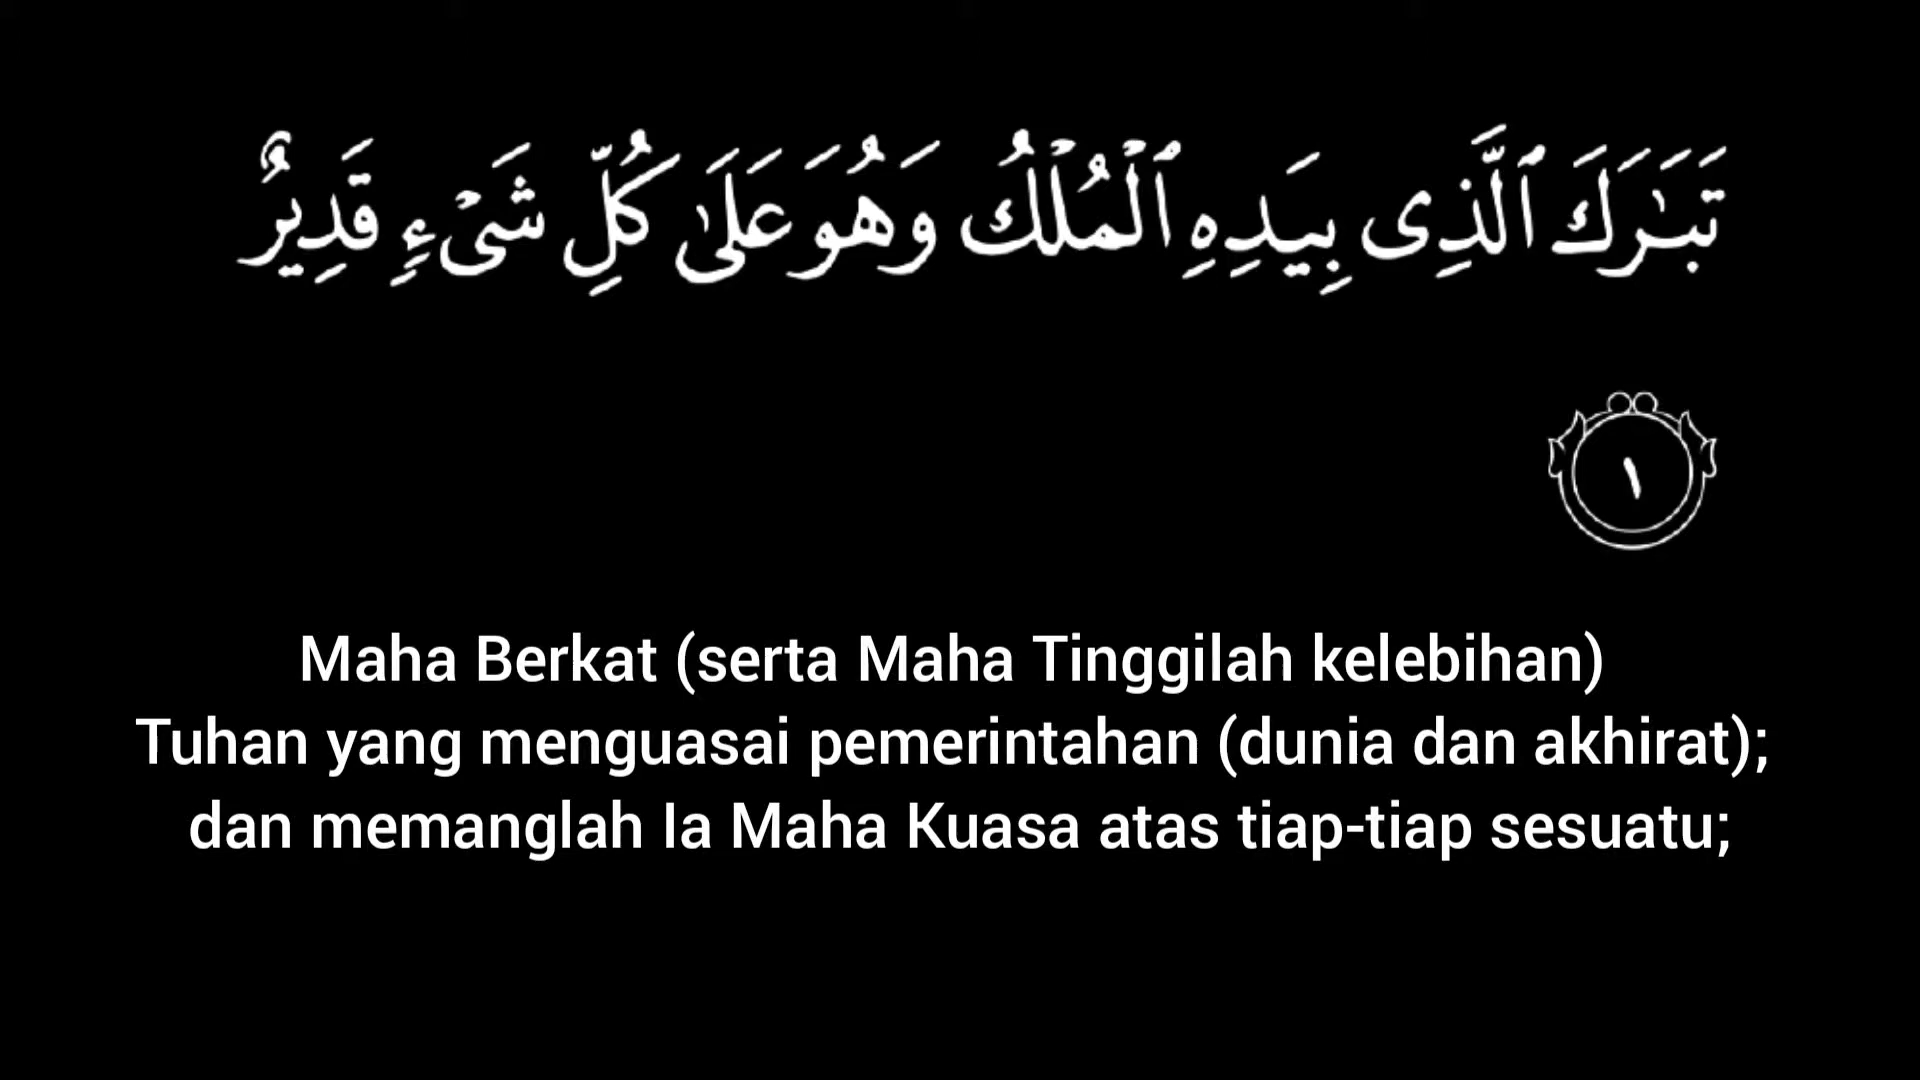 تَبَـٰرَكَ ٱلَّذِى بِيَدِهِ ٱلْمُلْكُ وَهُوَ عَلَىٰ كُلِّ شَىْءٍ قَدِيرٌ
١
Maha Berkat (serta Maha Tinggilah kelebihan)
Tuhan yang menguasai pemerintahan (dunia dan akhirat);
dan memanglah Ia Maha Kuasa atas tiap-tiap sesuatu;